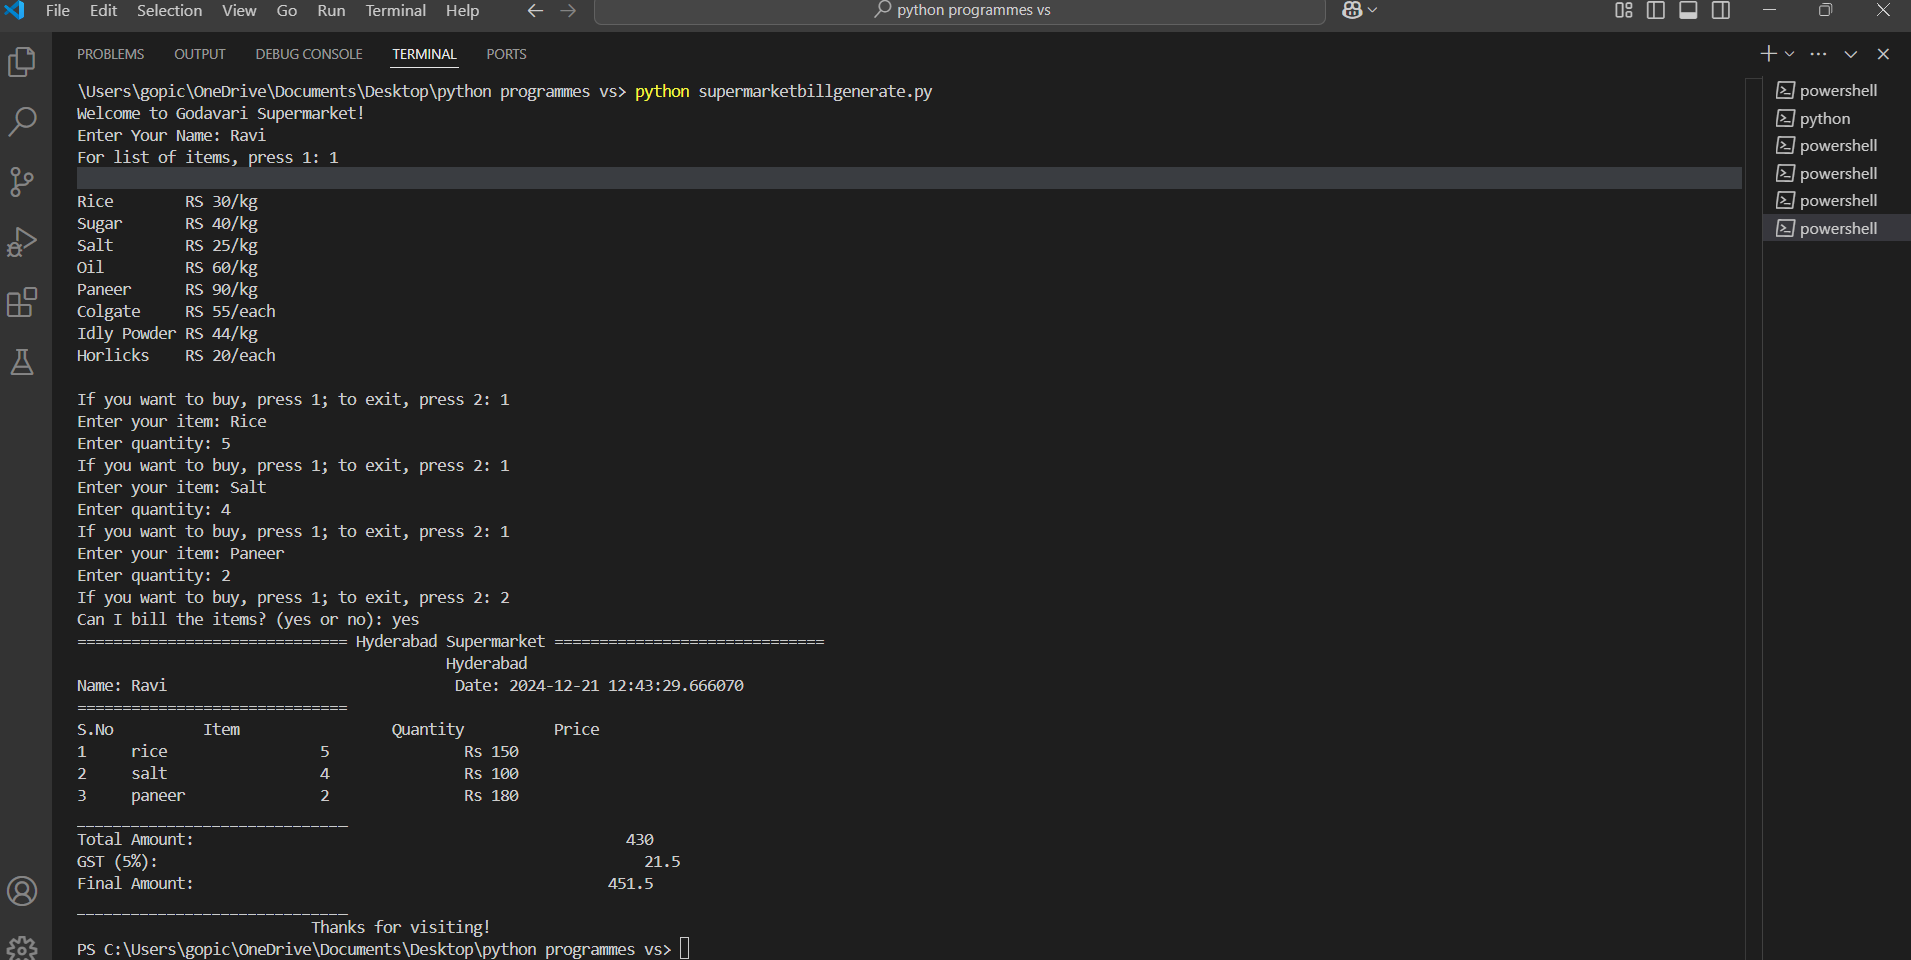 File Edit Selection View Go Run Terminal Help python programmes vs
PROBLEMS OUTPUT DEBUG CONSOLE TERMINAL PORTS
\Users\gopic\OneDrive\Documents\Desktop\python programmes vs> python supermarketbillgenerate.py
Welcome to Godavari Supermarket!
Enter Your Name: Ravi
For list of items, press 1: 1
Rice RS 30/kg
Sugar RS 40/kg
Salt RS 25/kg
Oil RS 60/kg
Paneer RS 90/kg
Colgate RS 55/each
Idly Powder RS 44/kg
Horlicks RS 20/each
If you want to buy, press 1; to exit, press 2: 1
Enter your item: Rice
Enter quantity: 5
If you want to buy, press 1; to exit, press 2: 1
Enter your item: Salt
Enter quantity: 4
If you want to buy, press 1; to exit, press 2: 1
Enter your item: Paneer
Enter quantity: 2
If you want to buy, press 1; to exit, press 2: 2
Can I bill the items? (yes or no): yes
============================== Hyderabad Supermarket ==============================
Hyderabad
Name: Ravi Date: 2024-12-21 12:43:29.666070
==============================
S.No Item Quantity Price
1 rice 5 Rs 150
2 salt 4 Rs 100
3 paneer 2 Rs 180
______________________________
Total Amount: 430
GST (5%): 21.5
Final Amount: 451.5
______________________________
Thanks for visiting!
PS C:\Users\gopic\OneDrive\Documents\Desktop\python programmes vs>
powershell
python
powershell
powershell
powershell
powershell